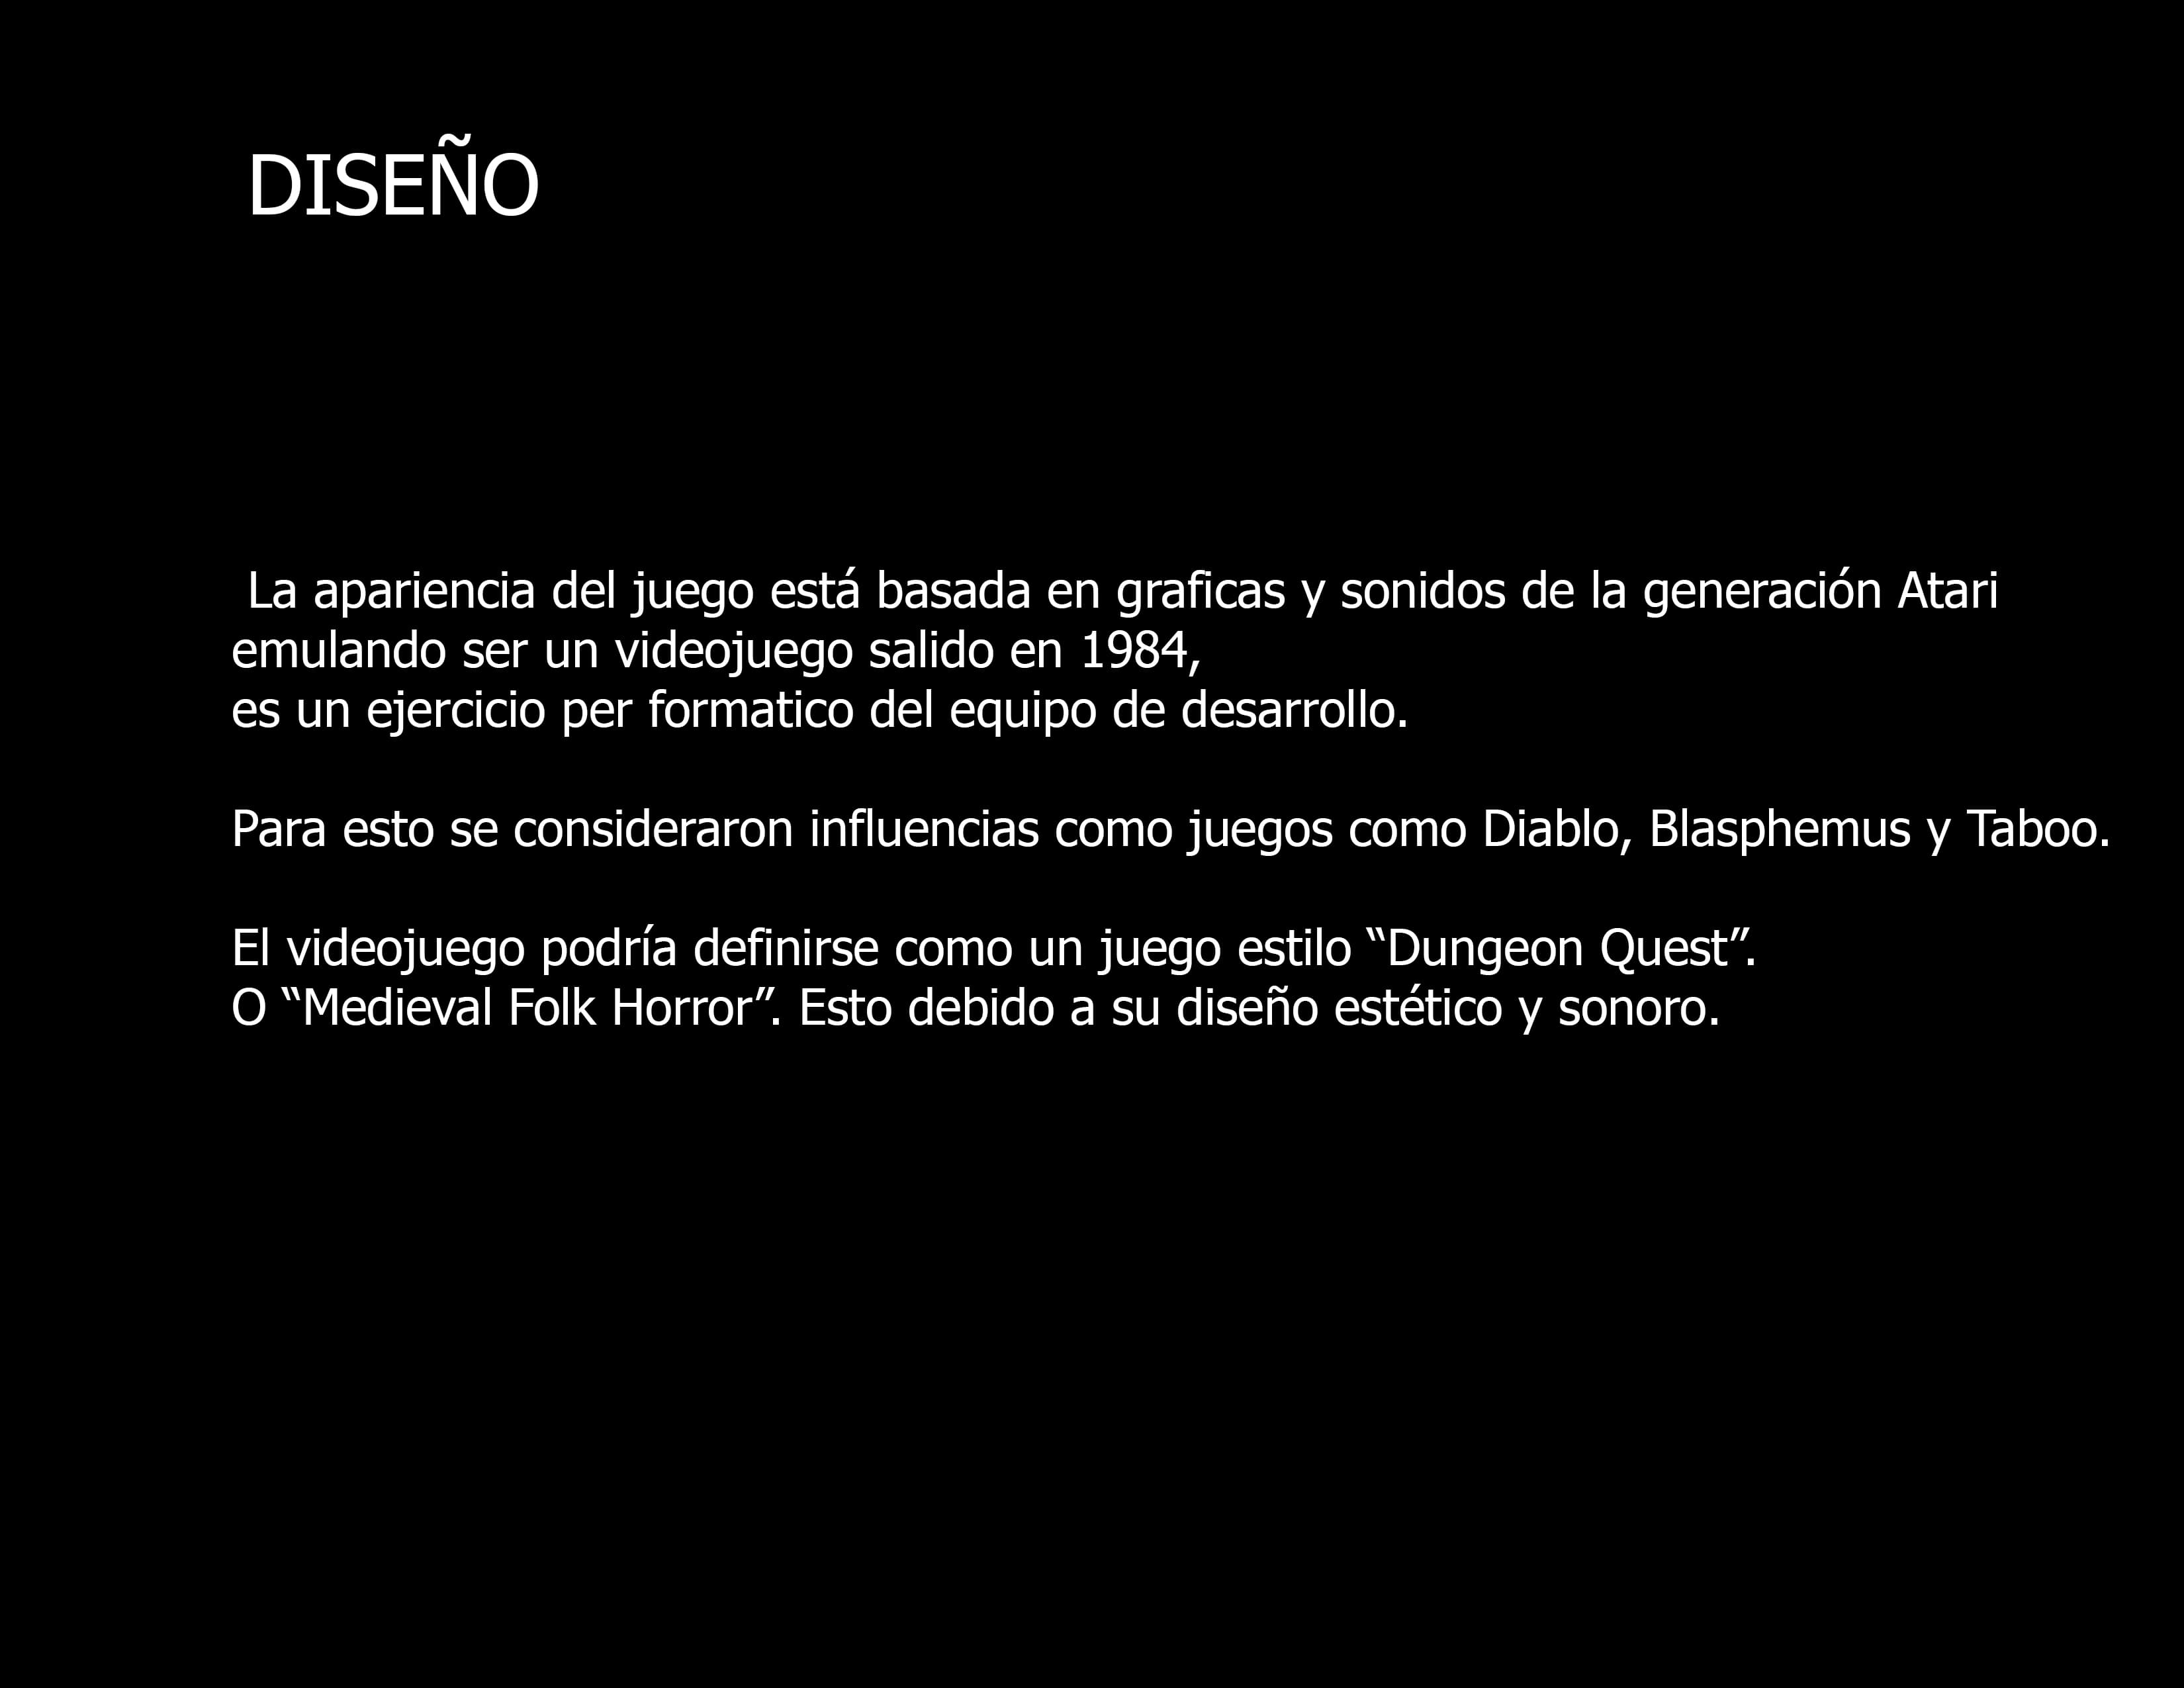 DISEÑO
La apariencia del juego está basada en graficas y sonidos de la generación Atari
emulando ser un videojuego salido en 1984,
es un ejercicio per formatico del equipo de desarrollo.
Para esto se consideraron influencias como juegos como Diablo, Blasphemus y Taboo.
El videojuego podría definirse como un juego estilo “Dungeon Quest”.
O “Medieval Folk Horror”. Esto debido a su diseño estético y sonoro.